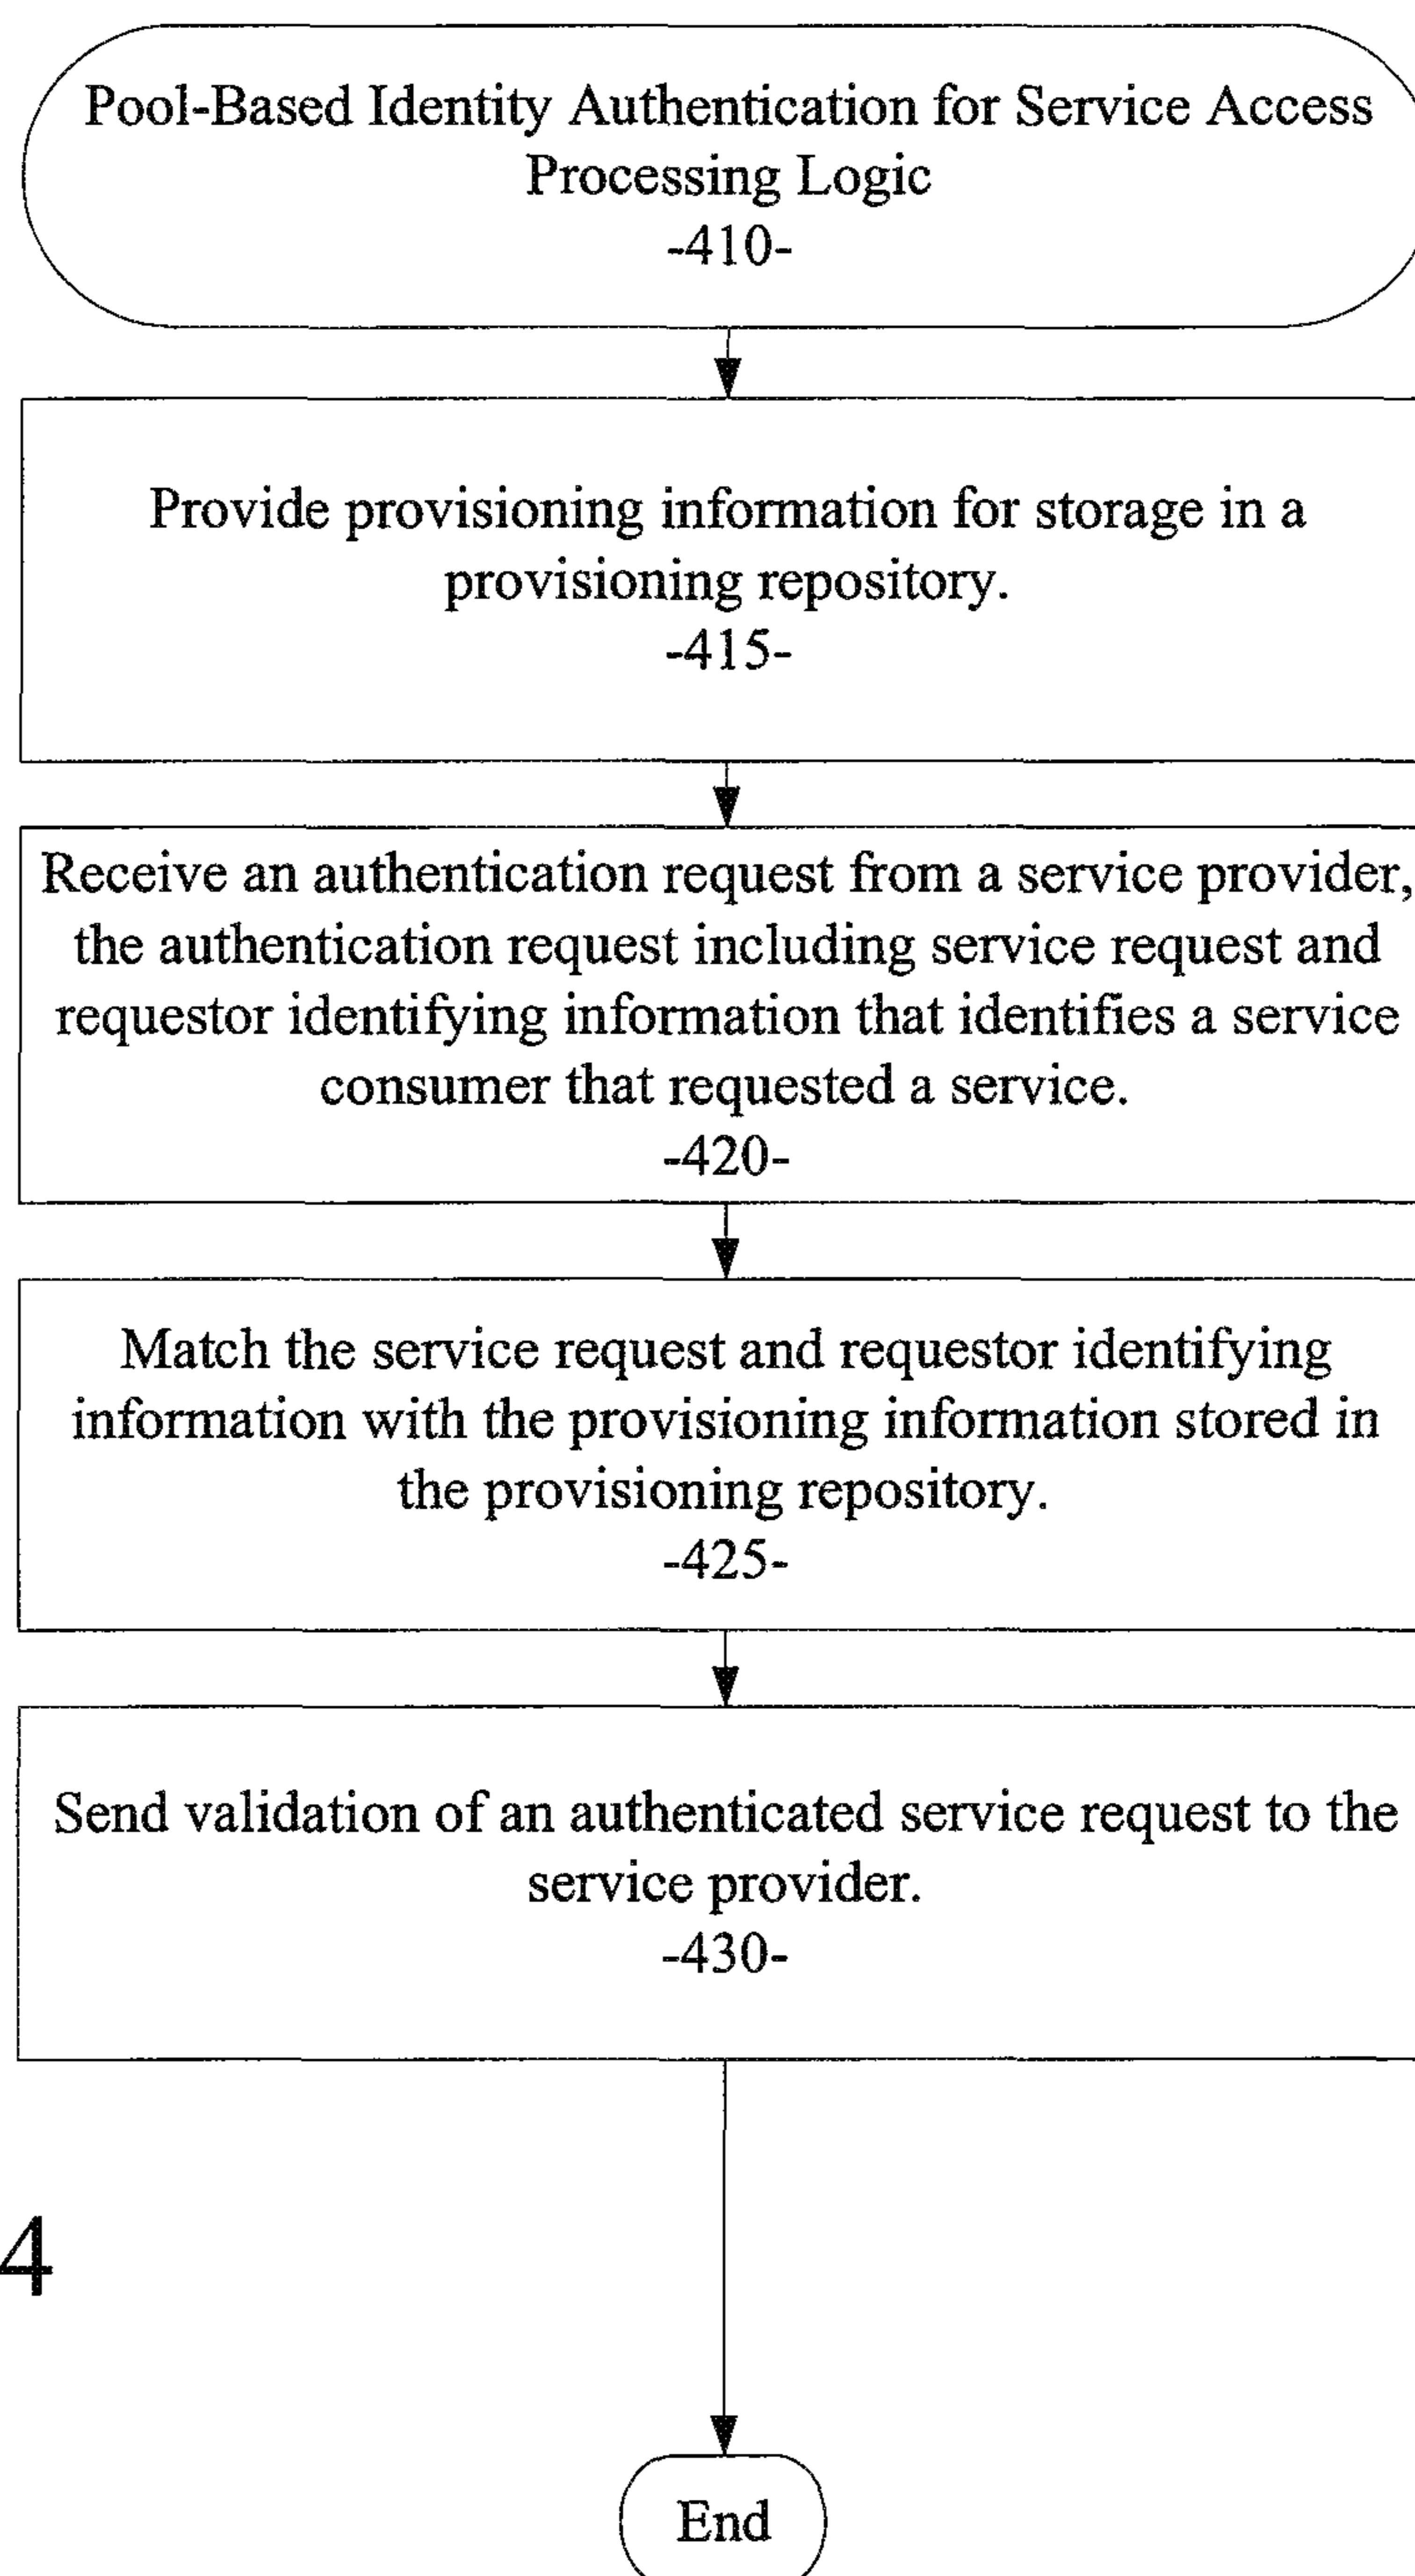 Pool-Based Identity Authentication for Service Access
Processing Logic
-410-
Provide provisioning information for storage in a
provisioning repository.
-415-
Receive an authentication request from a service provider,
the authentication request including service request and
requestor identifying information that identifies a service
consumer that requested a service.
-420-
Match the service request and requestor identifying
information with the provisioning information stored in
the provisioning repository.
-425-
Send validation of an authenticated service request to the
service provider.
-430-
4
End